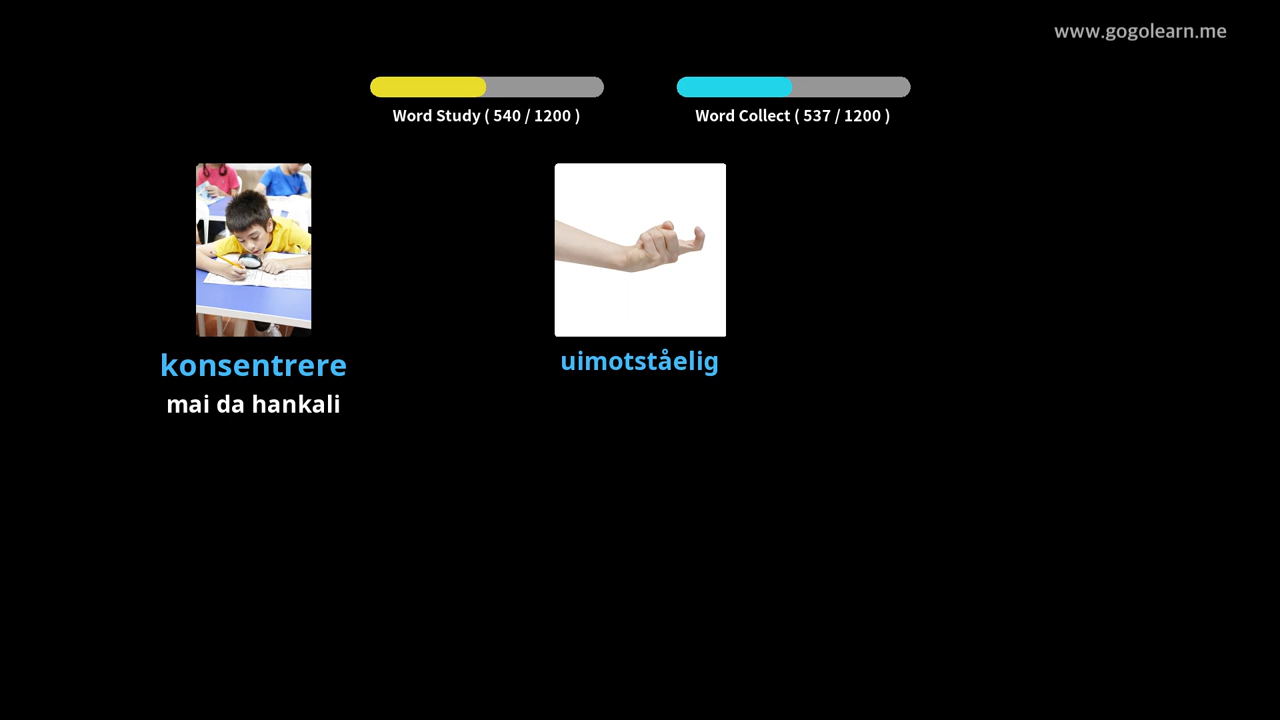 www.gogolearn.me
Word Study ( 540 / 1200 )
Word Collect ( 537 / 1200 )
konsentrere
mai da hankali
uimotståelig